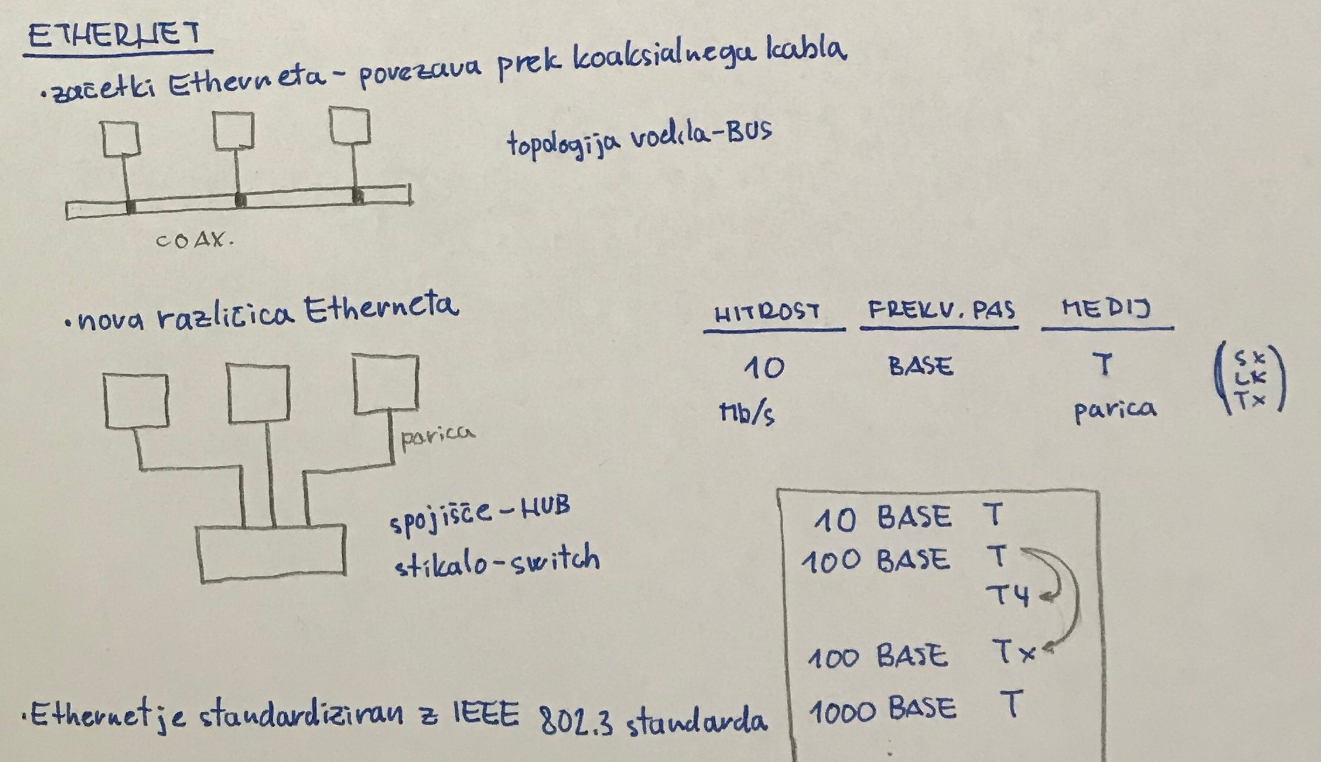 ETHERNET
·začetki Etherneta - povezava prek koaksialnega kabla
topologija vodila-BUS
COAX.
·nova različica Etherneta
parica
spojišče-HUB
stikalo-switch
HITROST FREKV. PAS MEDIJ
10 BASE T
Mb/s parica
SX
LX
TX
10 BASE T
100 BASE T
T4
100 BASE Tx
1000 BASE T
·Ethernet je standardiziran z IEEE 802.3 standarda